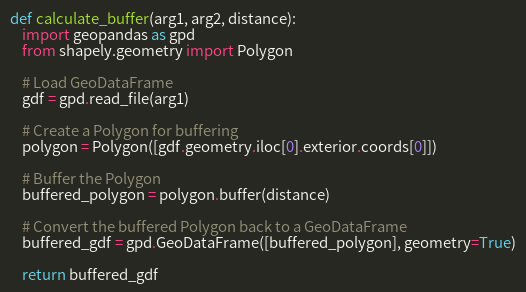 def calculate_buffer(arg1, arg2, distance):
import geopandas as gpd
from shapely.geometry import Polygon
# Load GeoDataFrame
gdf = gpd.read_file(arg1)
# Create a Polygon for buffering
polygon = Polygon([gdf.geometry.iloc[0].exterior.coords[0]])
# Buffer the Polygon
buffered_polygon = polygon.buffer(distance)
# Convert the buffered Polygon back to a GeoDataFrame
buffered_gdf = gpd.GeoDataFrame([buffered_polygon], geometry=True)
return buffered_gdf